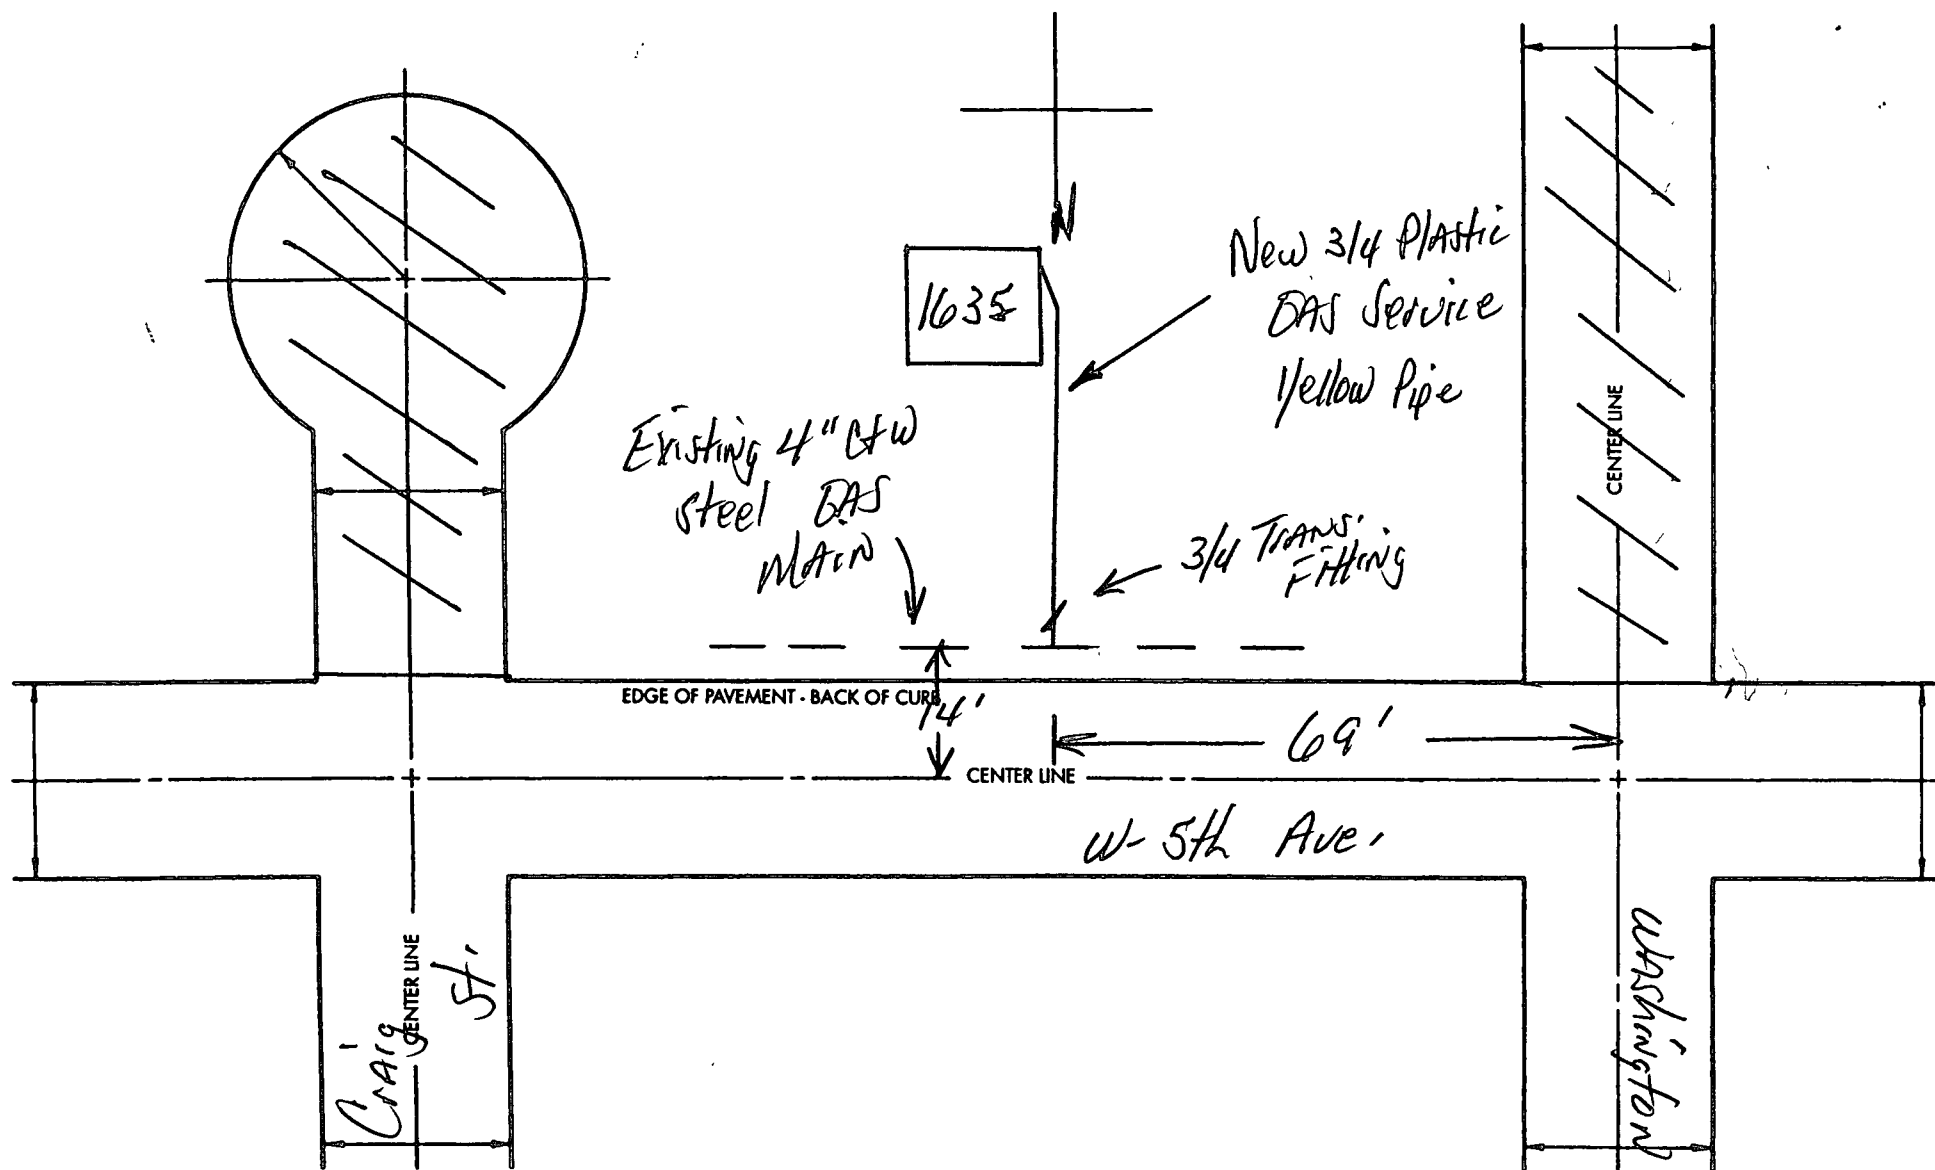 N
1635
New 3/4 Plastic
GAS Service
Yellow Pipe
Existing 4" C+W
steel GAS
MAIN
3/4 TRANS.
Fitting
CENTER LINE
EDGE OF PAVEMENT - BACK OF CURB
14'
69'
CENTER LINE
W- 5th Ave.
CENTER LINE
Craig
St.
Washington